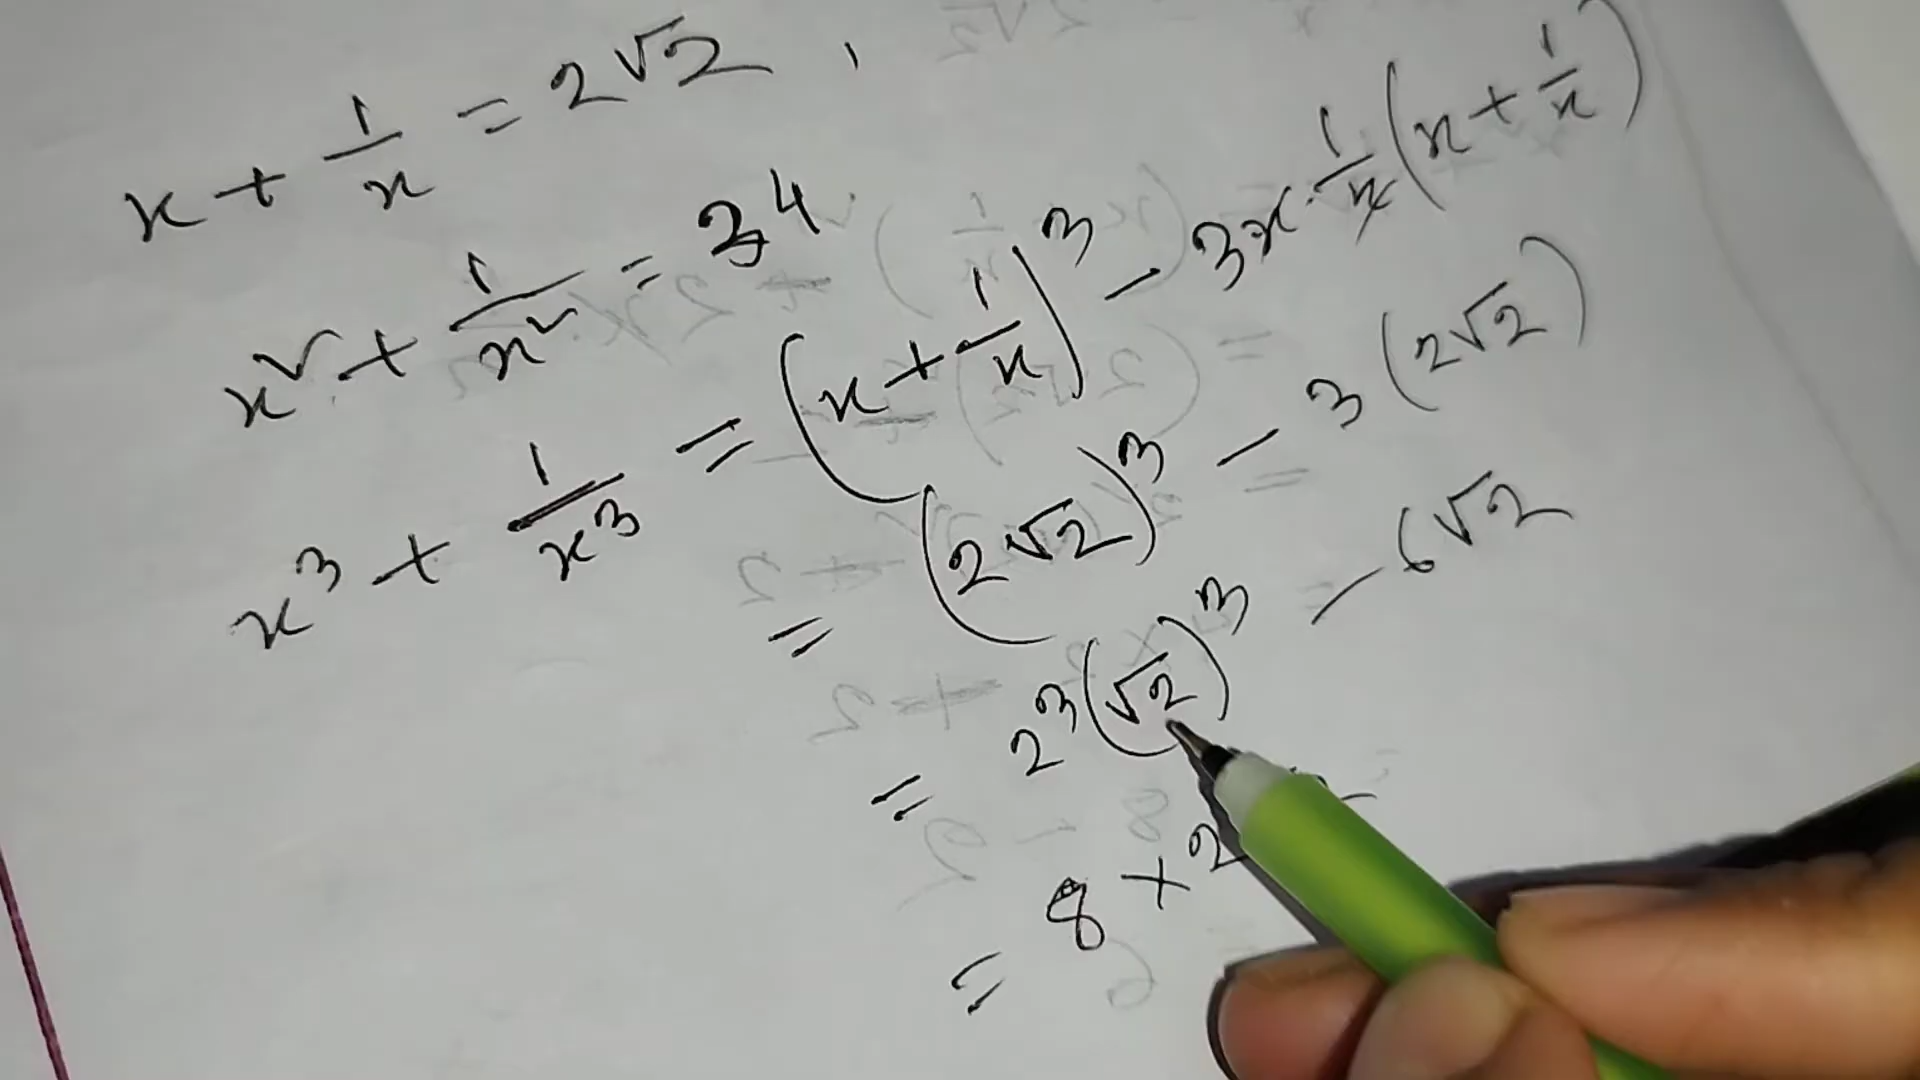 x + 1/x = 2√2 ,
x² + 1/x² = 34
x³ + 1/x³ = (x + 1/x)³ - 3x · 1/x (x + 1/x)
= (2√2)³ - 3 (2√2)
= 2³ (√2)³ - 6√2
= 8 × 2